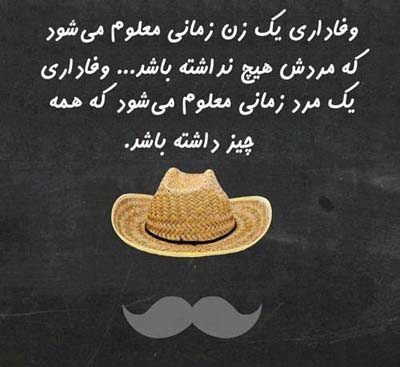 وفاداری یک زن زمانی معلوم می‌شود
که مردش هیچ نداشته باشد... وفاداری
یک مرد زمانی معلوم می‌شود که همه
چیز داشته باشد.